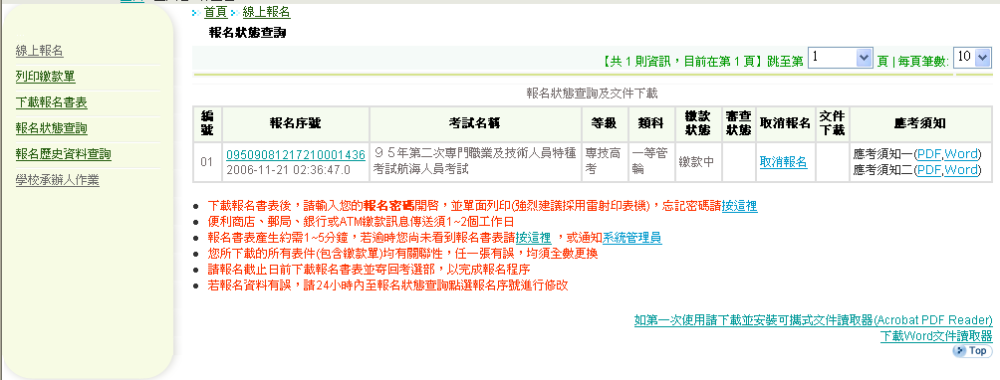 首頁 線上報名
報名狀態查詢
線上報名
列印繳款單
下載報名書表
報名狀態查詢
報名歷史資料查詢
學校承辦人作業
【共 1 則資訊，目前在第 1 頁】跳至第 1 頁 | 每頁筆數: 10
報名狀態查詢及文件下載
編號 報名序號 考試名稱 等級 類科 繳款狀態 審查狀態 取消報名 文件下載 應考須知
01 09509081217210001436 ９５年第二次專門職業及技術人員特種 專技高 一等管 繳款中 取消報名 應考須知一(PDF,Word)
2006-11-21 02:36:47.0 考試航海人員考試 考 輪 應考須知二(PDF,Word)
下載報名書表後，請輸入您的報名密碼開啓，並單面列印(強烈建議採用雷射印表機)，忘記密碼請按這裡
便利商店、郵局、銀行或ATM繳款訊息傳送須1~2個工作日
報名書表產生約需1~5分鐘，若逾時您尚未看到報名書表請按這裡 ，或通知系統管理員
您所下載的所有表件(包含繳款單)均有關聯性，任一張有誤，均須全數更換
請報名截止日前下載報名書表並寄回考選部，以完成報名程序
若報名資料有誤，請24小時內至報名狀態查詢點選報名序號進行修改
如第一次使用請下載並安裝可攜式文件讀取器(Acrobat PDF Reader)
下載Word文件讀取器
Top